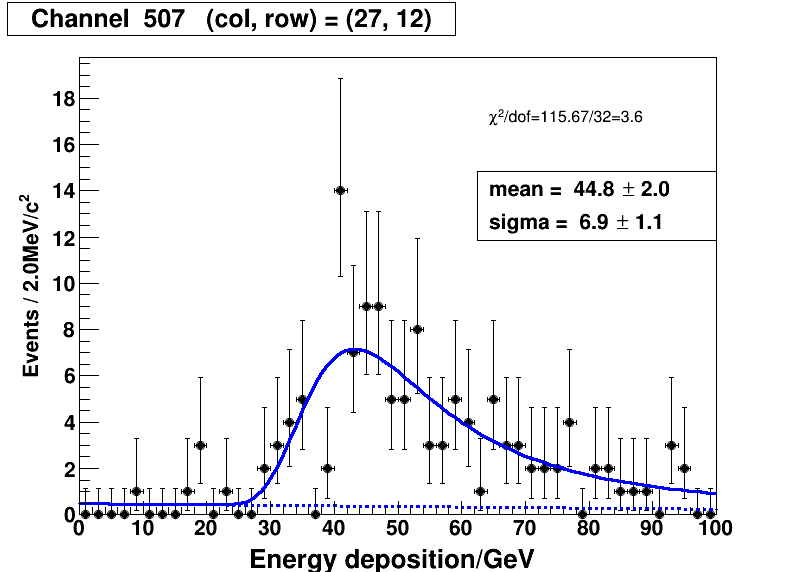 Channel 507 (col, row) = (27, 12)
χ²/dof=115.67/32=3.6
mean = 44.8 ± 2.0
sigma = 6.9 ± 1.1
Events / 2.0MeV/c²
18
16
14
12
10
8
6
4
2
0
0 10 20 30 40 50 60 70 80 90 100
Energy deposition/GeV